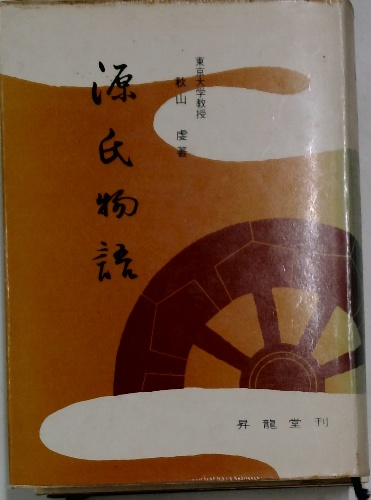 東京大学教授
秋山 虔 著
源氏物語
昇龍堂刊